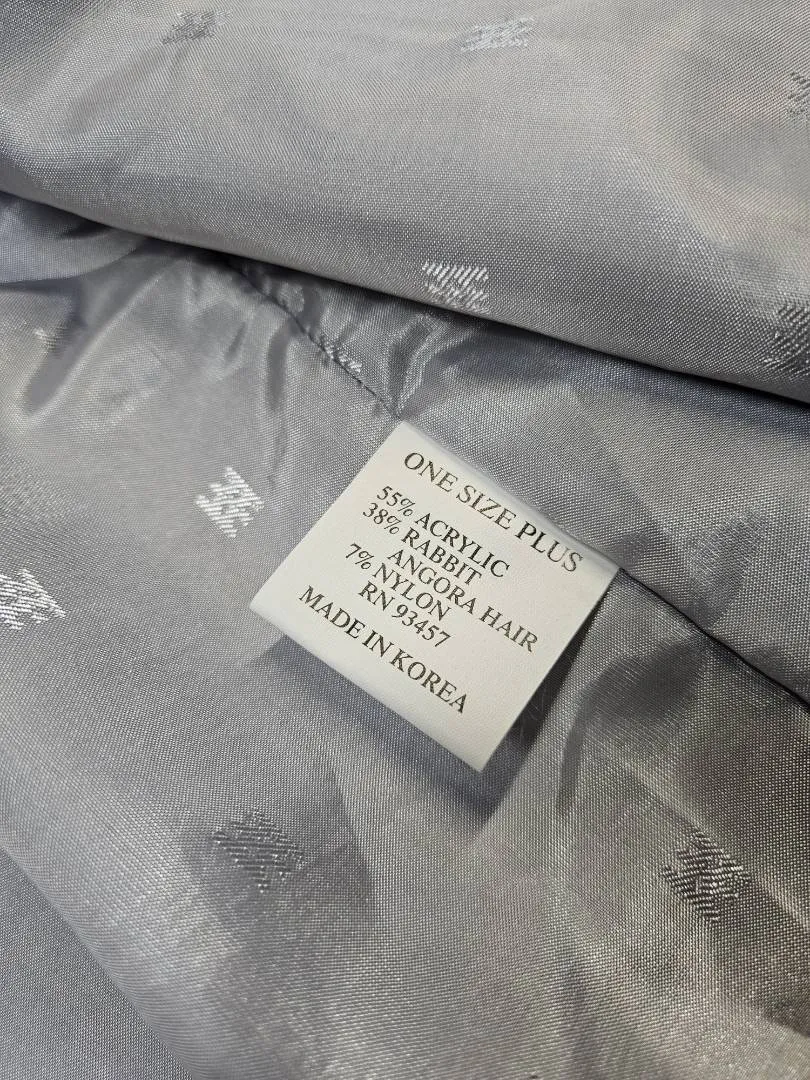 ONE SIZE PLUS
55% ACRYLIC
38% RABBIT
ANGORA HAIR
7% NYLON
RN 93457
MADE IN KOREA